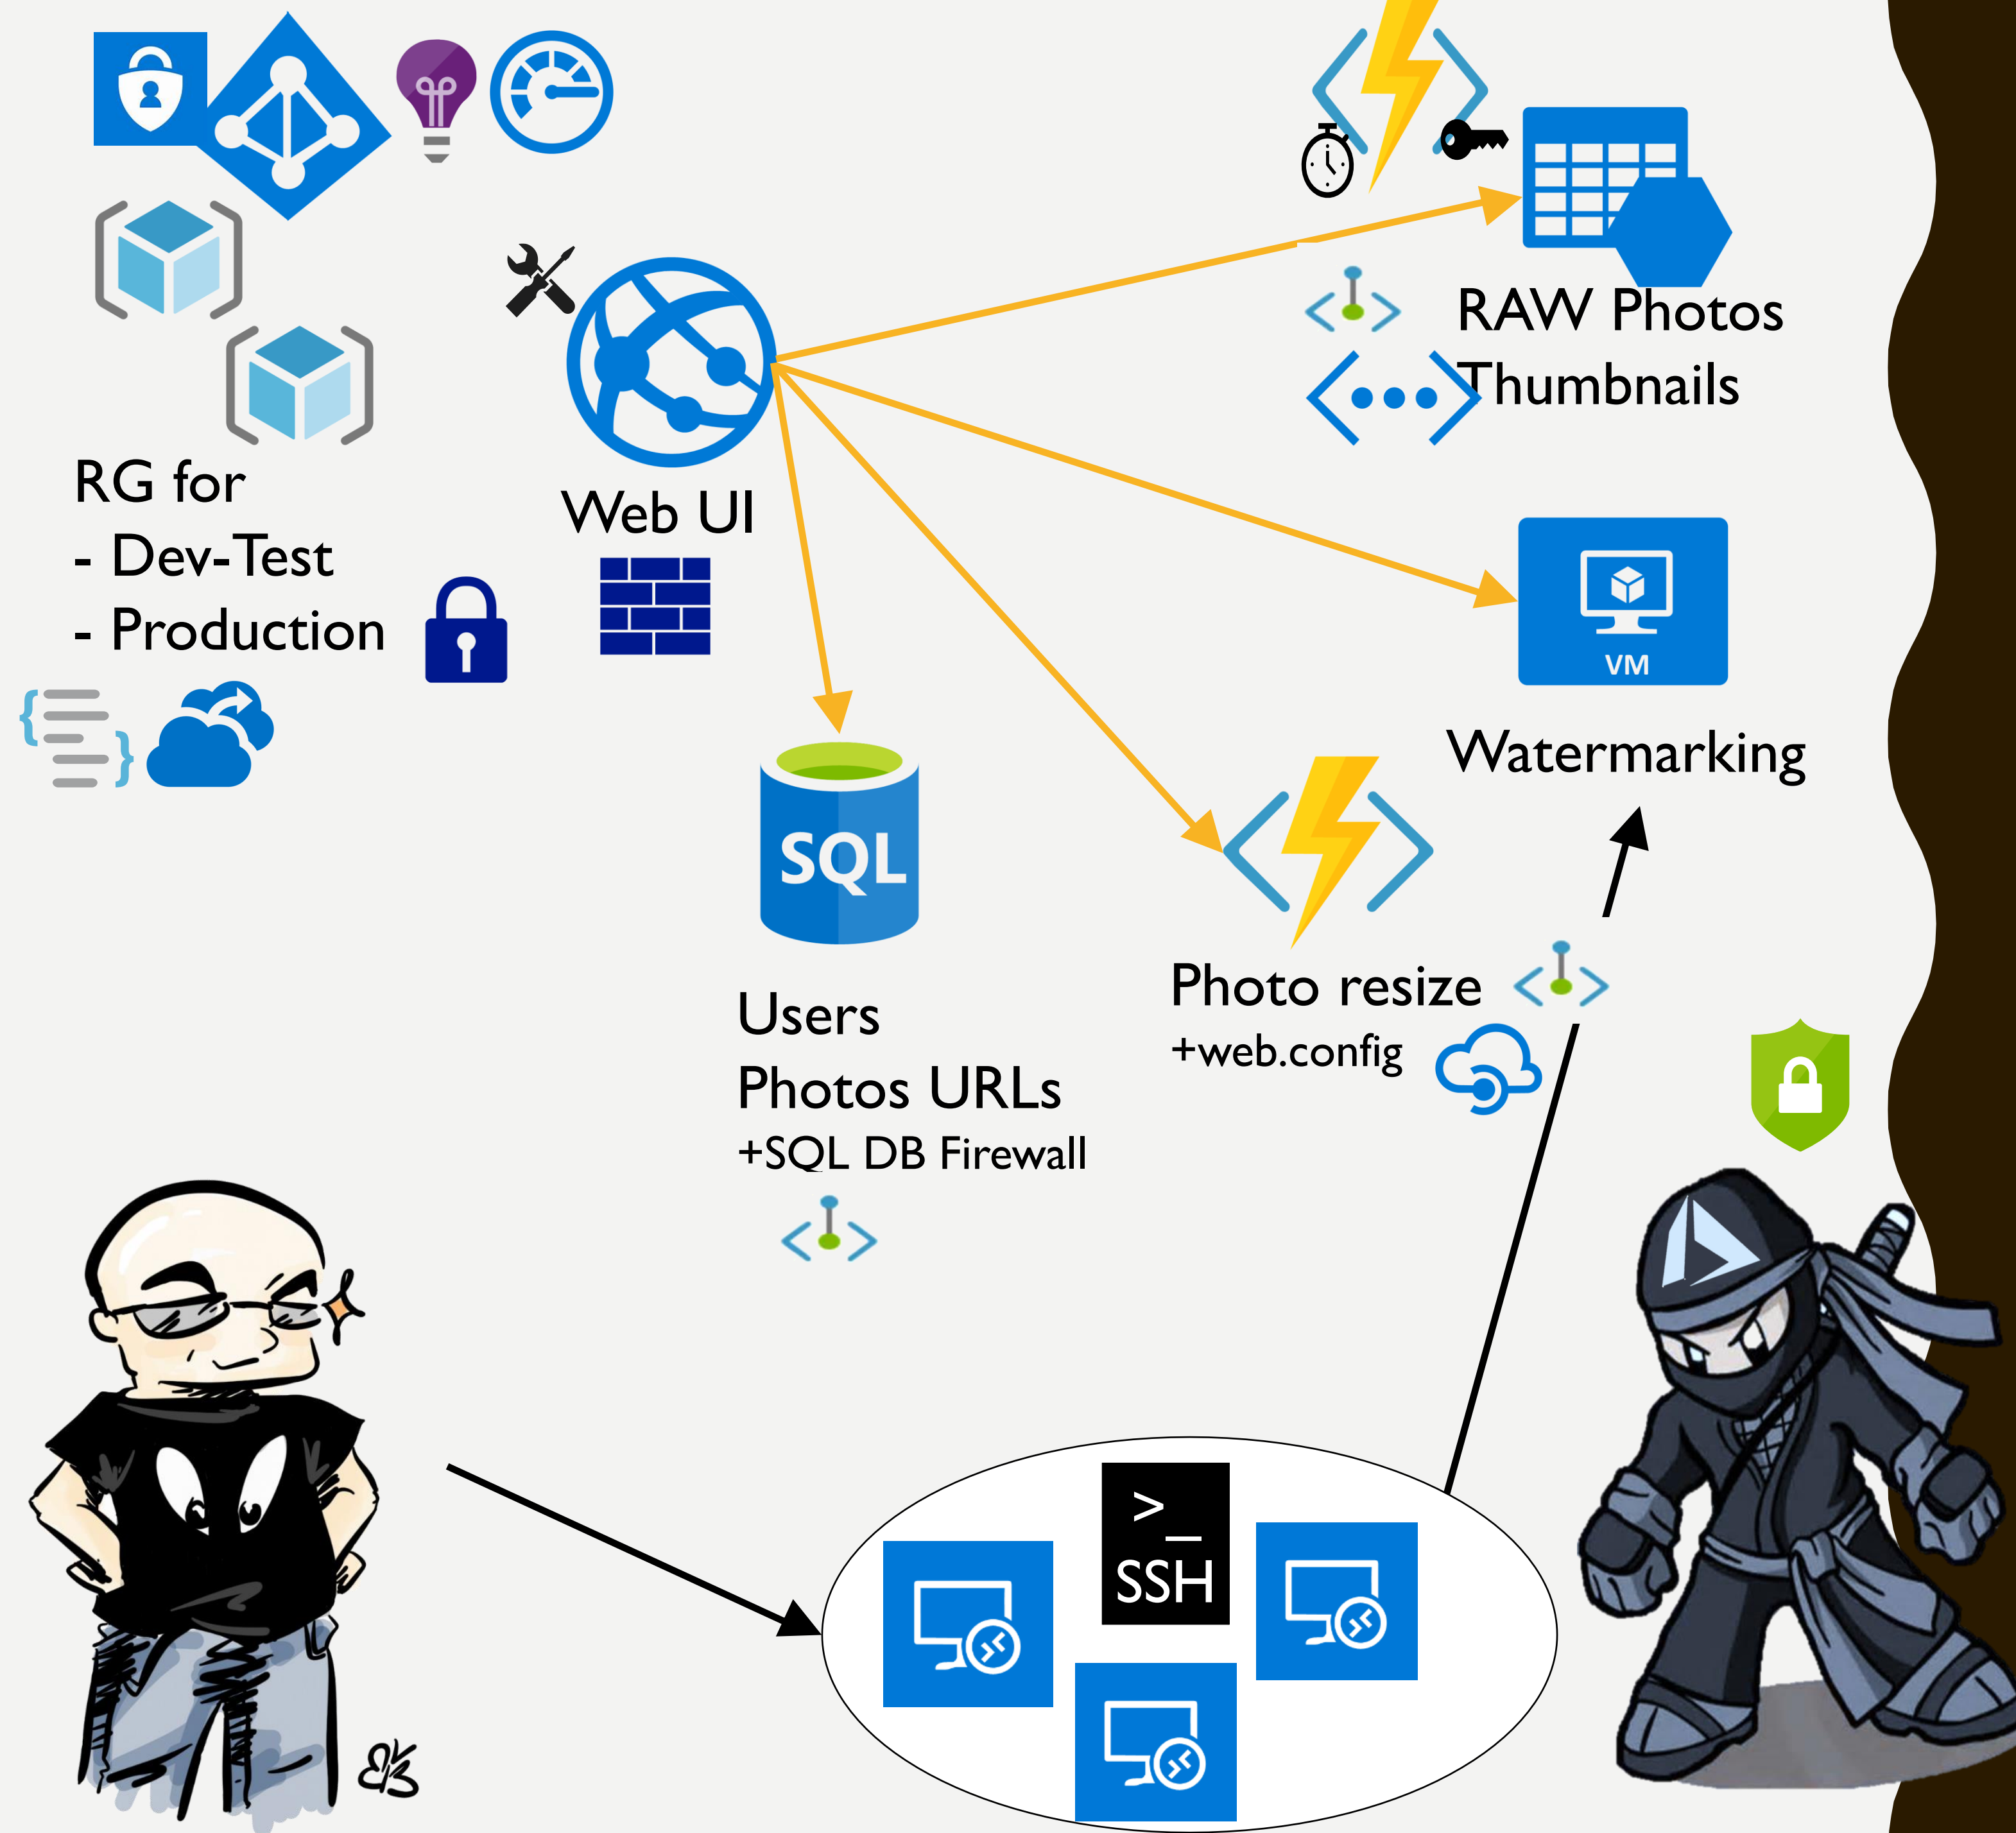 RAW Photos
Thumbnails
RG for
- Dev-Test
- Production
Web UI
VM
Watermarking
SQL
Users
Photos URLs
+SQL DB Firewall
Photo resize
+web.config
>_
SSH